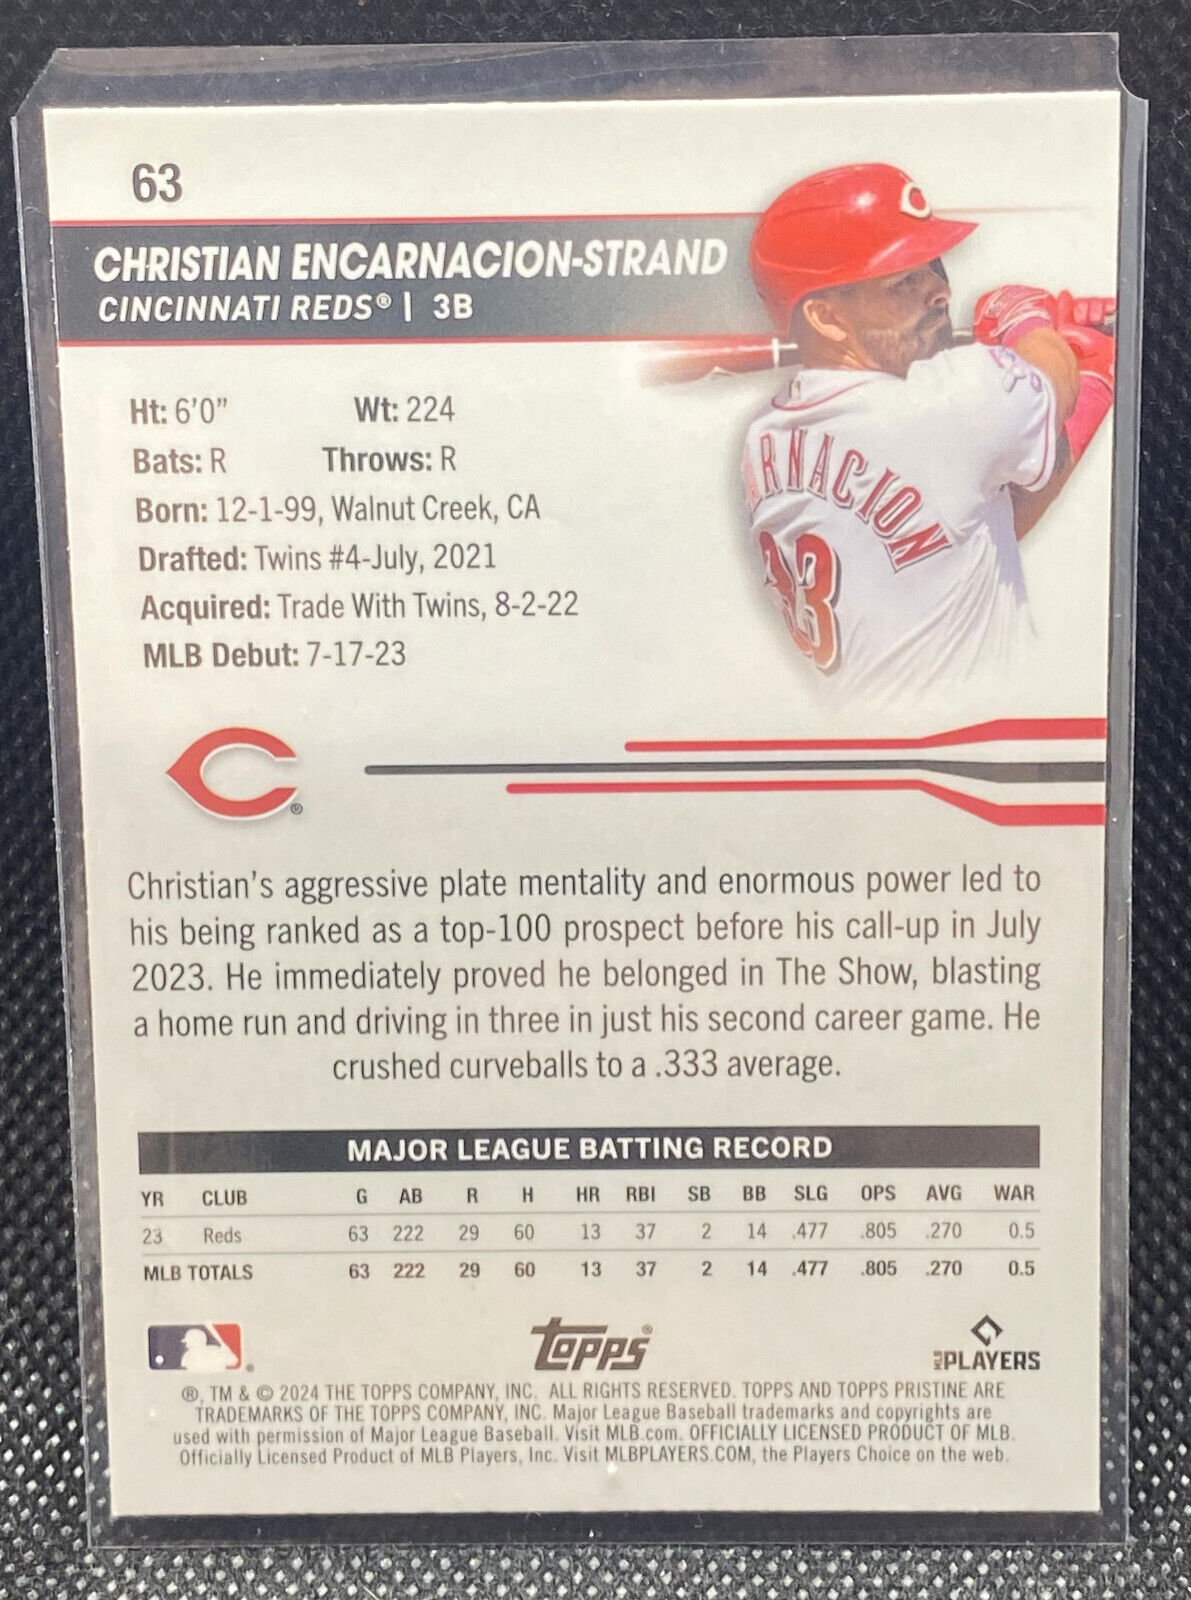 63
CHRISTIAN ENCARNACION-STRAND
CINCINNATI REDS® | 3B
RNACION
33
Ht: 6'0" Wt: 224
Bats: R Throws: R
Born: 12-1-99, Walnut Creek, CA
Drafted: Twins #4-July, 2021
Acquired: Trade With Twins, 8-2-22
MLB Debut: 7-17-23
Christian's aggressive plate mentality and enormous power led to
his being ranked as a top-100 prospect before his call-up in July
2023. He immediately proved he belonged in The Show, blasting
a home run and driving in three in just his second career game. He
crushed curveballs to a .333 average.
MAJOR LEAGUE BATTING RECORD
YR CLUB G AB R H HR RBI SB BB SLG OPS AVG WAR
23 Reds 63 222 29 60 13 37 2 14 .477 .805 .270 0.5
MLB TOTALS 63 222 29 60 13 37 2 14 .477 .805 .270 0.5
Topps®
MLB PLAYERS
®, TM & © 2024 THE TOPPS COMPANY, INC. ALL RIGHTS RESERVED. TOPPS AND TOPPS PRISTINE ARE
TRADEMARKS OF THE TOPPS COMPANY, INC. Major League Baseball trademarks and copyrights are
used with permission of Major League Baseball. Visit MLB.com. OFFICIALLY LICENSED PRODUCT OF MLB.
Officially Licensed Product of MLB Players, Inc. Visit MLBPLAYERS.COM, the Players Choice on the web.